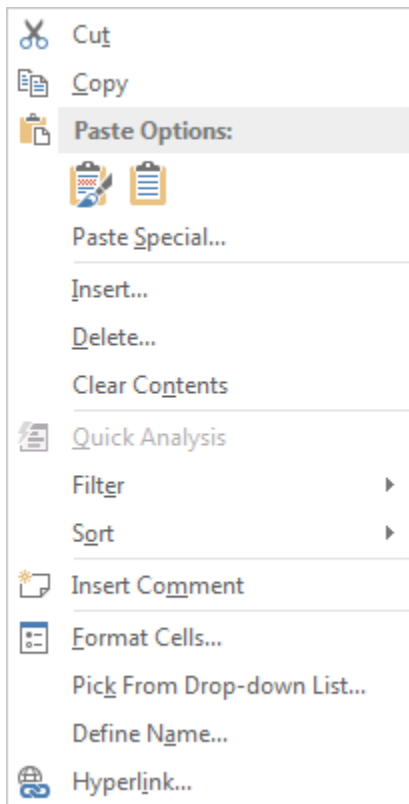 Cut
Copy
Paste Options:
Paste Special...
Insert...
Delete...
Clear Contents
Quick Analysis
Filter
Sort
Insert Comment
Format Cells...
Pick From Drop-down List...
Define Name...
Hyperlink...